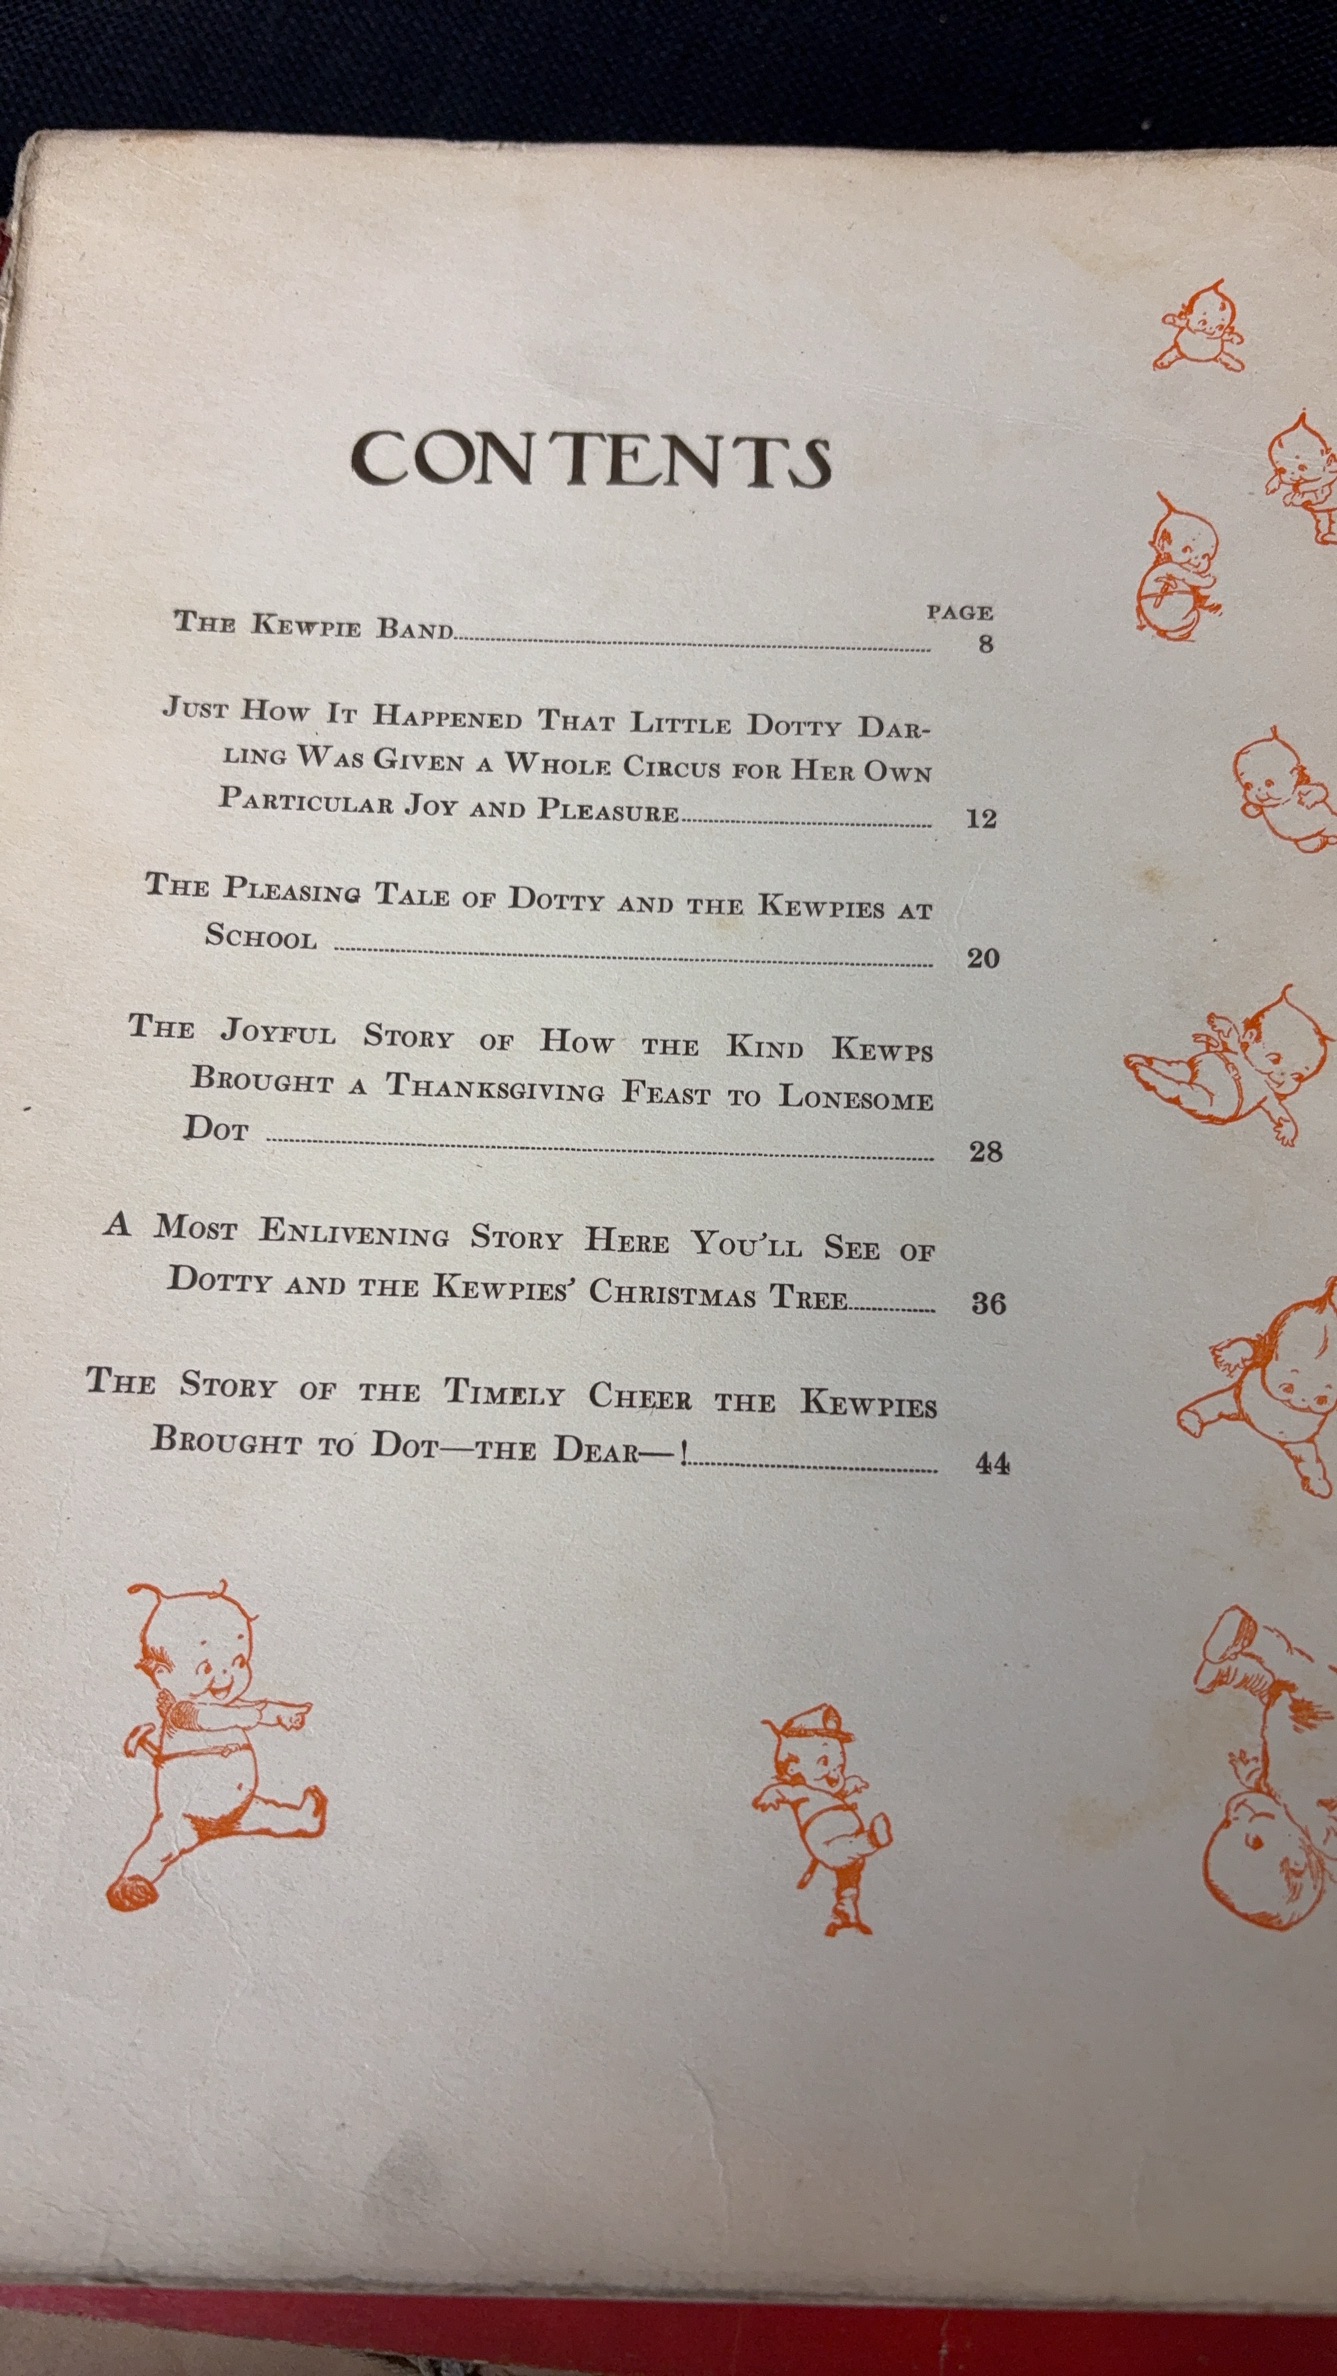 CONTENTS
PAGE
The Kewpie Band 8
Just How It Happened That Little Dotty Dar-
ling Was Given a Whole Circus for Her Own
Particular Joy and Pleasure 12
The Pleasing Tale of Dotty and the Kewpies at
School 20
The Joyful Story of How the Kind Kewps
Brought a Thanksgiving Feast to Lonesome
Dot 28
A Most Enlivening Story Here You'll See of
Dotty and the Kewpies' Christmas Tree 36
The Story of the Timely Cheer the Kewpies
Brought to Dot—the Dear—! 44